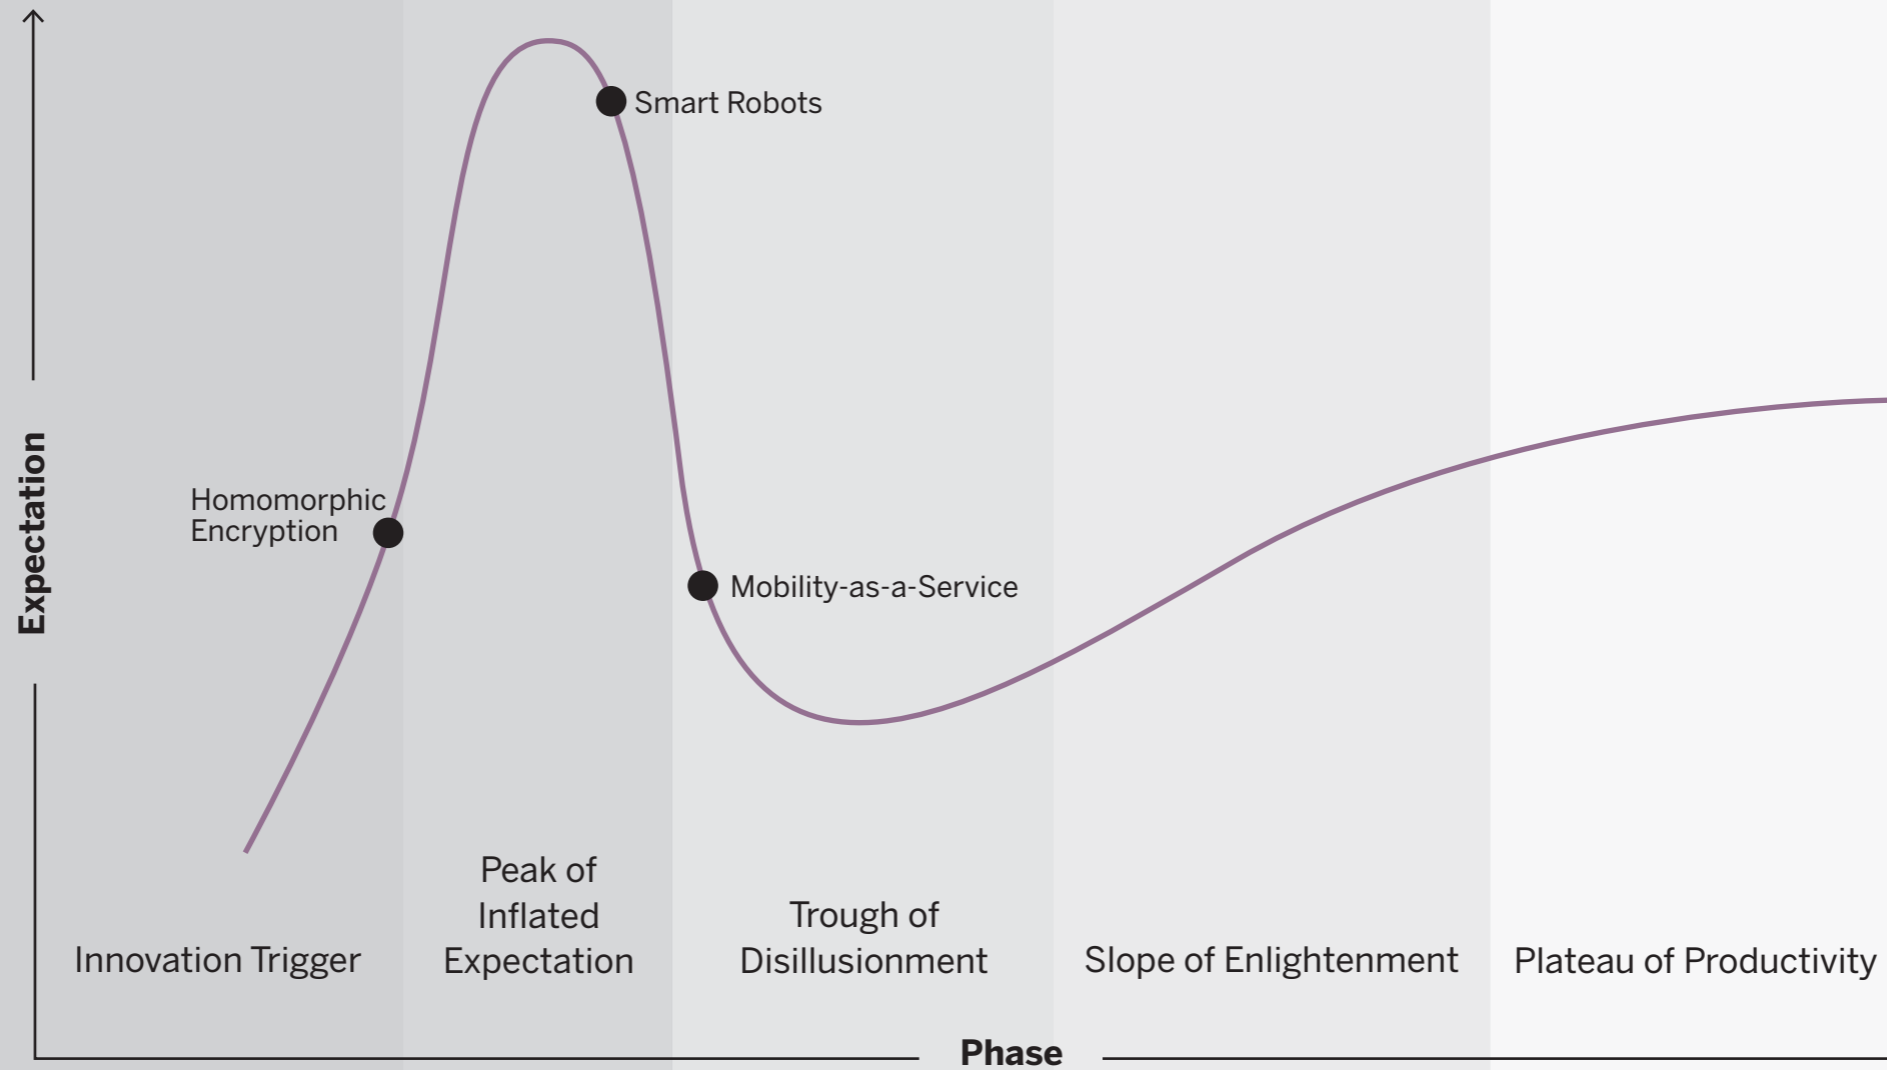 Smart Robots
Homomorphic
Encryption
Mobility-as-a-Service
Expectation
Innovation Trigger
Peak of
Inflated
Expectation
Trough of
Disillusionment
Slope of Enlightenment
Plateau of Productivity
Phase